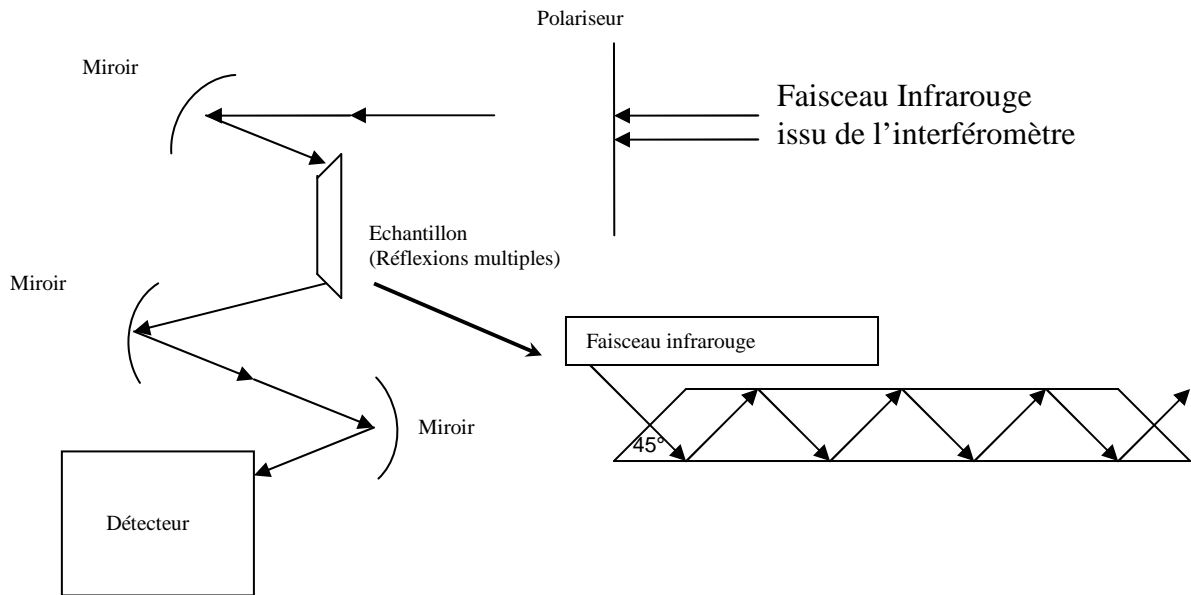 Polariseur
Miroir
Faisceau Infrarouge
issu de l’interféromètre
Echantillon
(Réflexions multiples)
Miroir
Faisceau infrarouge
Miroir
45°
Détecteur